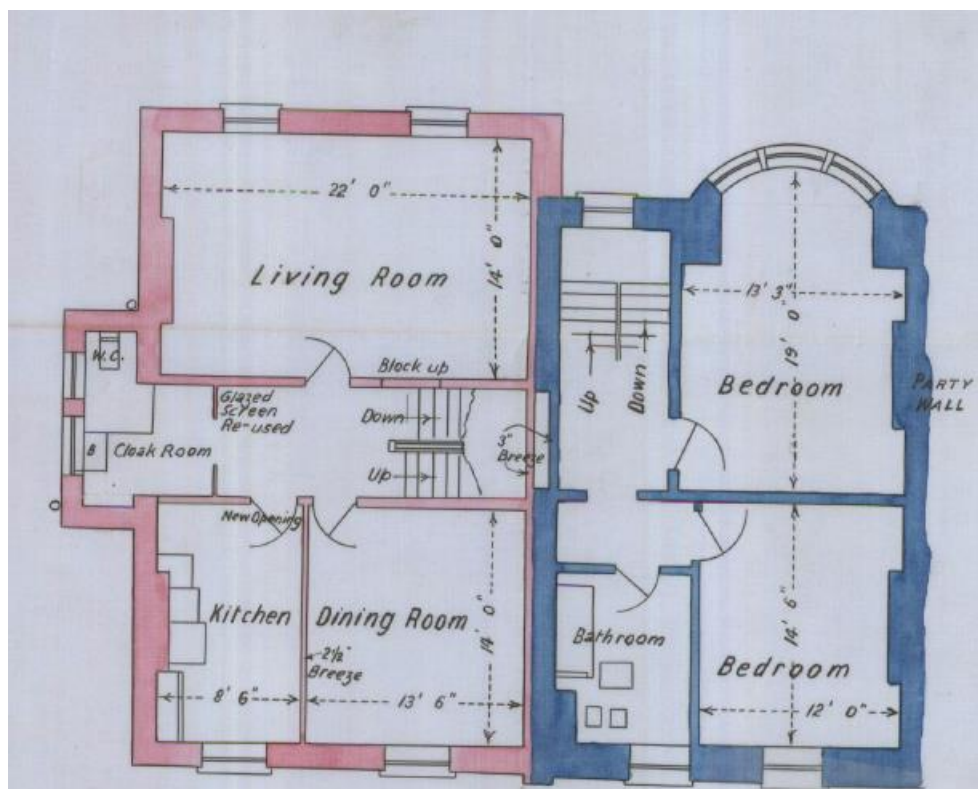 22' 0"
14' 0"
Living Room
13' 3"
19' 0"
Bedroom
PARTY
WALL
W.C.
Block up
Glazed
Screen
Re-used
Down
Up
Up
Down
3"
Breeze
B
Cloak Room
New Opening
Kitchen
Dining Room
14' 0"
2½"
Breeze
8' 6"
13' 6"
Bathroom
14' 6"
Bedroom
12' 0"